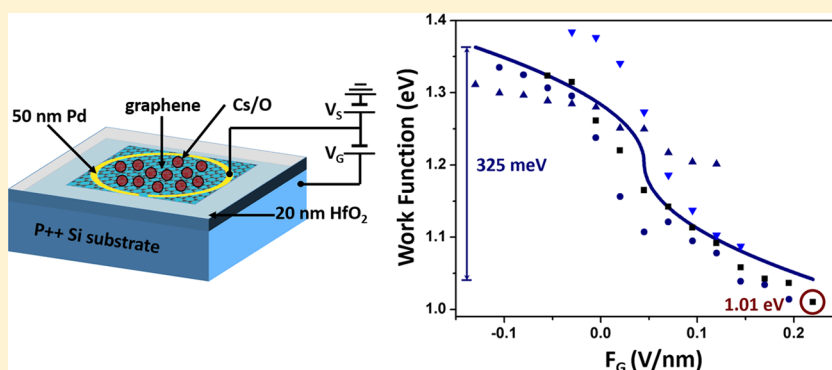 50 nm Pd
graphene
Cs/O
V_S
V_G
20 nm HfO₂
P++ Si substrate
Work Function (eV)
1.4
1.3
1.2
1.1
1.0
325 meV
1.01 eV
-0.1
0.0
0.1
0.2
F_G (V/nm)